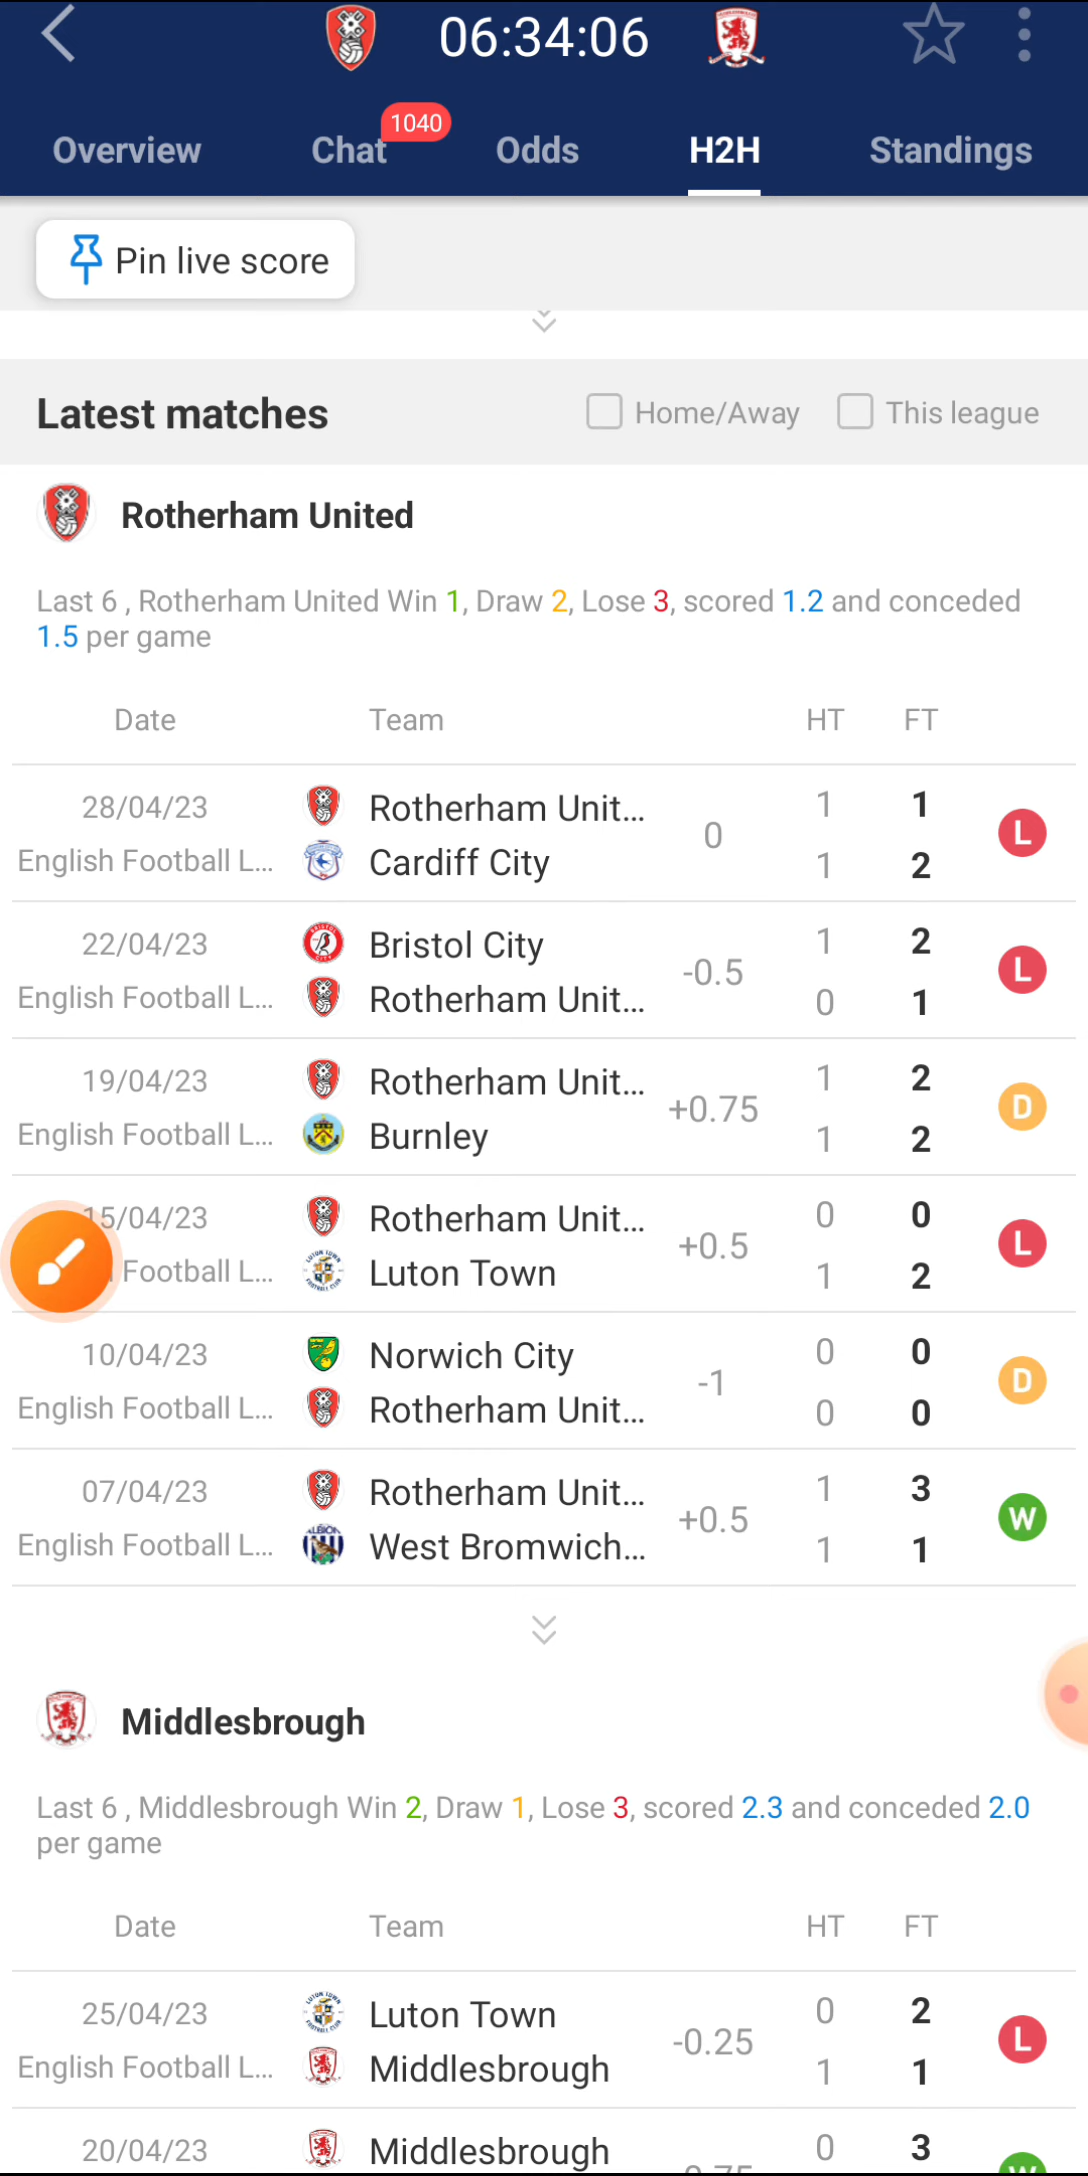 06:34:06
Overview Chat 1040 Odds H2H Standings
Pin live score
Latest matches Home/Away This league
Rotherham United
Last 6 , Rotherham United Win 1, Draw 2, Lose 3, scored 1.2 and conceded
1.5 per game
Date Team HT FT
28/04/23 Rotherham Unit... 1 1
English Football L... Cardiff City 0 1 2 L
22/04/23 Bristol City 1 2
English Football L... Rotherham Unit... -0.5 0 1 L
19/04/23 Rotherham Unit... 1 2
English Football L... Burnley +0.75 1 2 D
15/04/23 Rotherham Unit... 0 0
Football L... Luton Town +0.5 1 2 L
10/04/23 Norwich City 0 0
English Football L... Rotherham Unit... -1 0 0 D
07/04/23 Rotherham Unit... 1 3
English Football L... West Bromwich... +0.5 1 1 W
Middlesbrough
Last 6 , Middlesbrough Win 2, Draw 1, Lose 3, scored 2.3 and conceded 2.0
per game
Date Team HT FT
25/04/23 Luton Town 0 2
English Football L... Middlesbrough -0.25 1 1 L
20/04/23 Middlesbrough 0 3